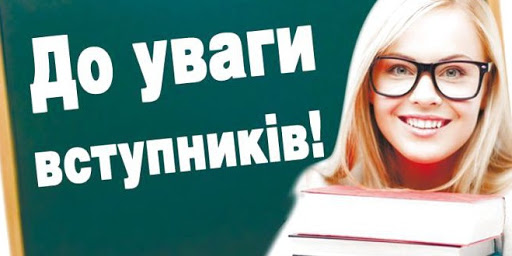 До уваги
вступників!